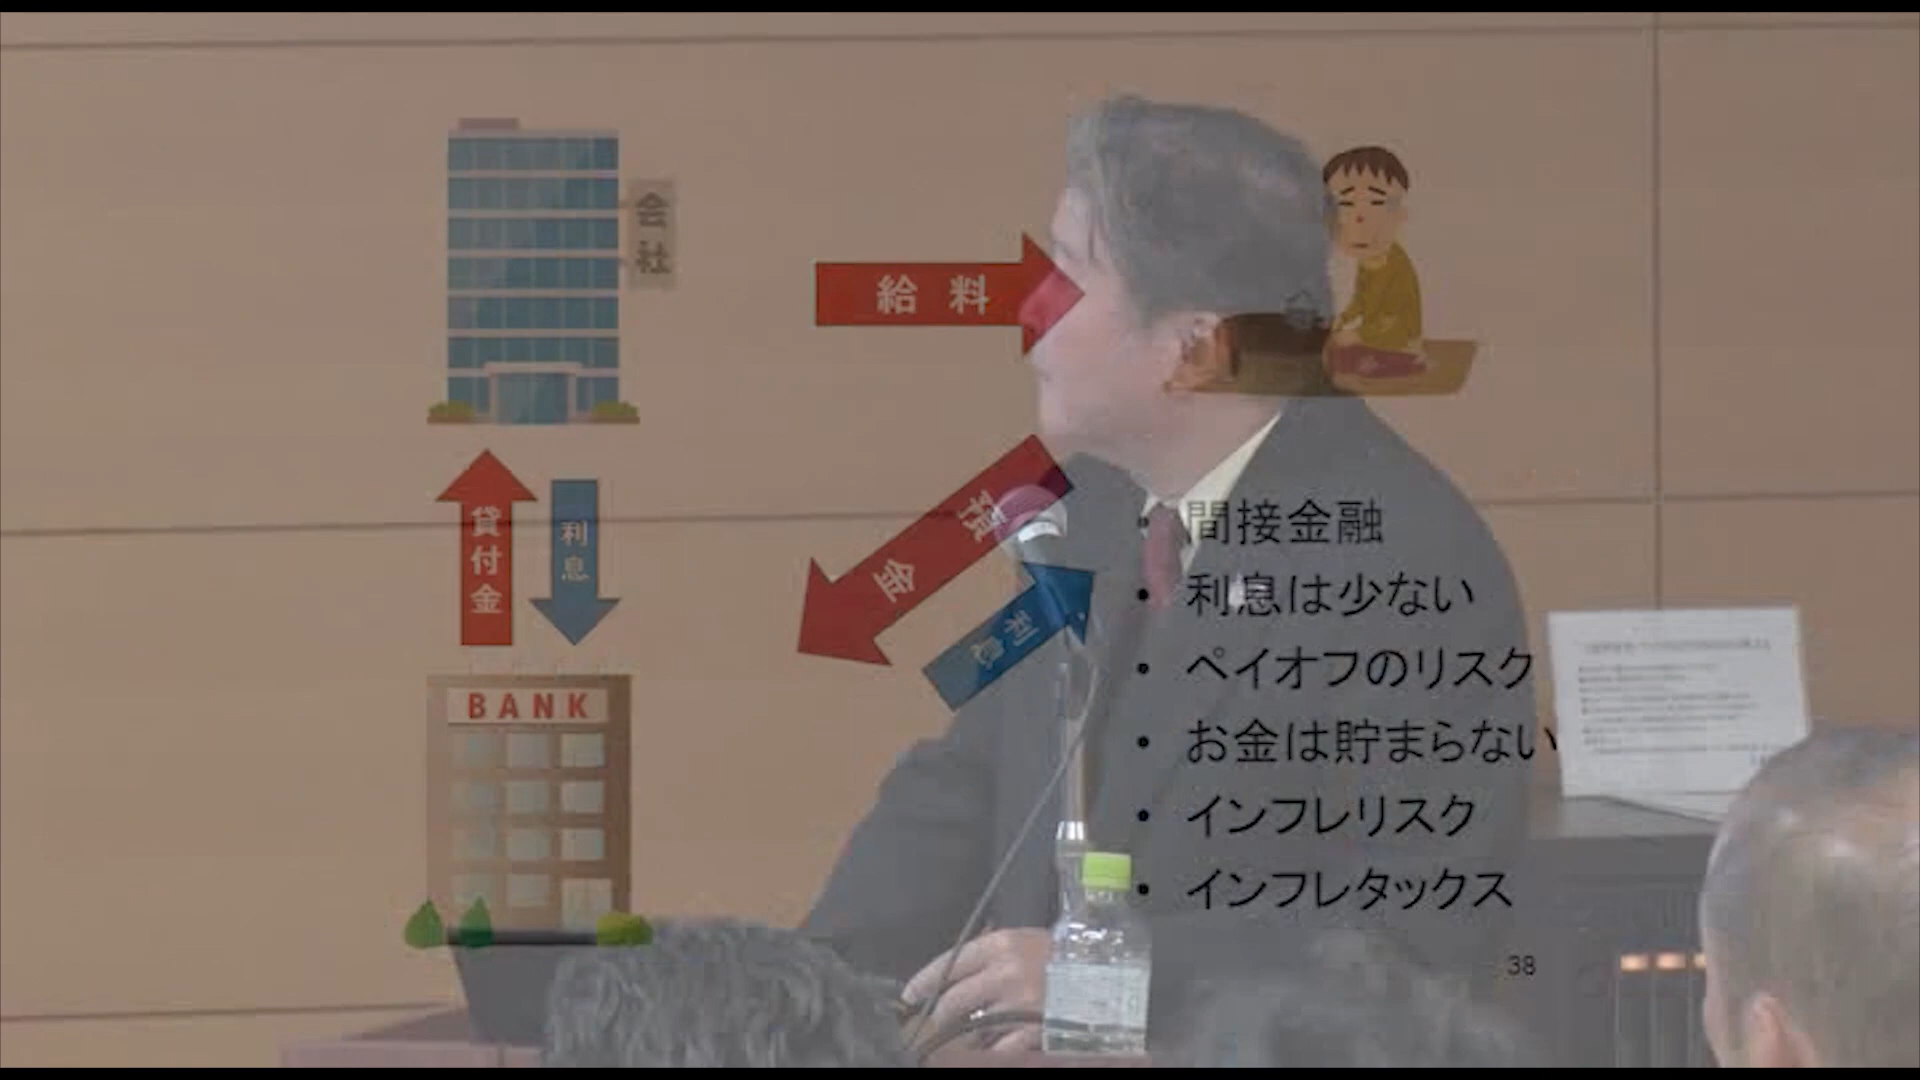 会社
給料
貸付金
利息
預金
利息
BANK
• 間接金融
• 利息は少ない
• ペイオフのリスク
• お金は貯まらない
• インフレリスク
• インフレタックス
38